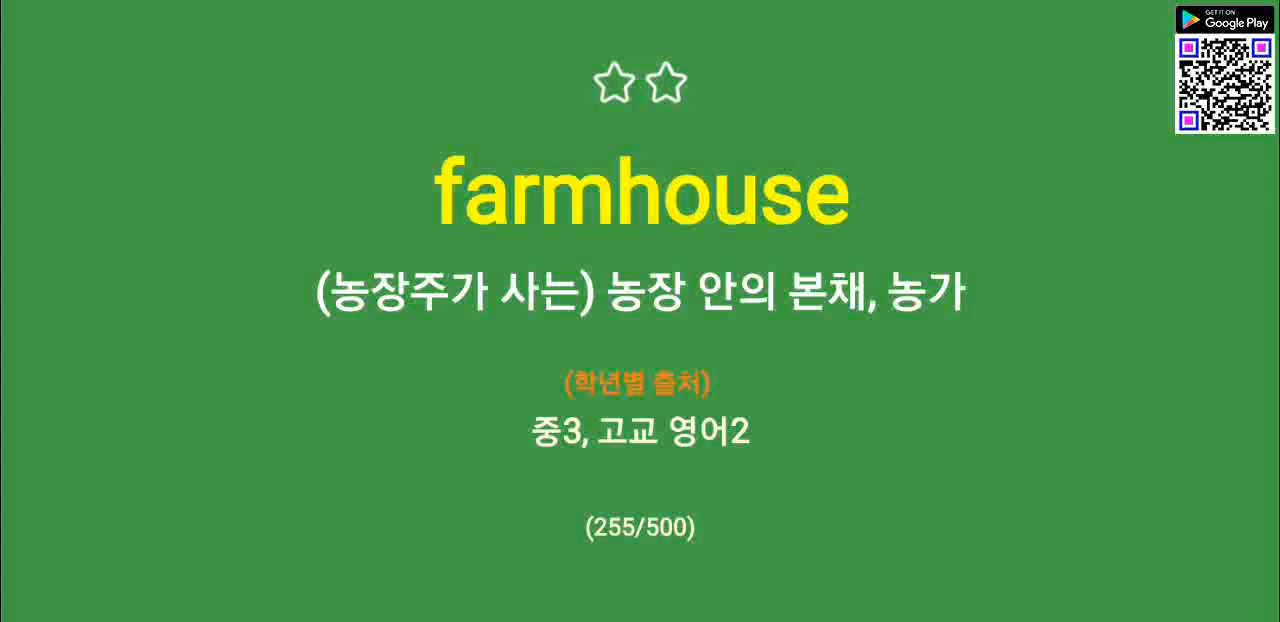 GET IT ON
Google Play
farmhouse
(농장주가 사는) 농장 안의 본채, 농가
(학년별 출처)
중3, 고교 영어2
(255/500)